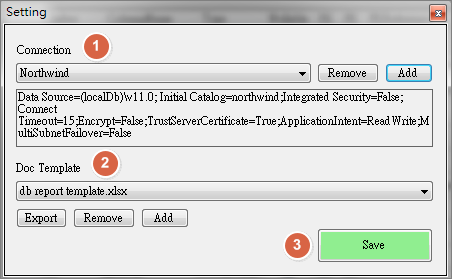 Setting
Connection
1
Northwind
Remove
Add
Data Source=(localDb)\v11.0; Initial Catalog=northwind;Integrated Security=False;
Connect
Timeout=15;Encrypt=False;TrustServerCertificate=True;ApplicationIntent=ReadWrite;M
ultiSubnetFailover=False
Doc Template
2
db report template.xlsx
Export
Remove
Add
3
Save